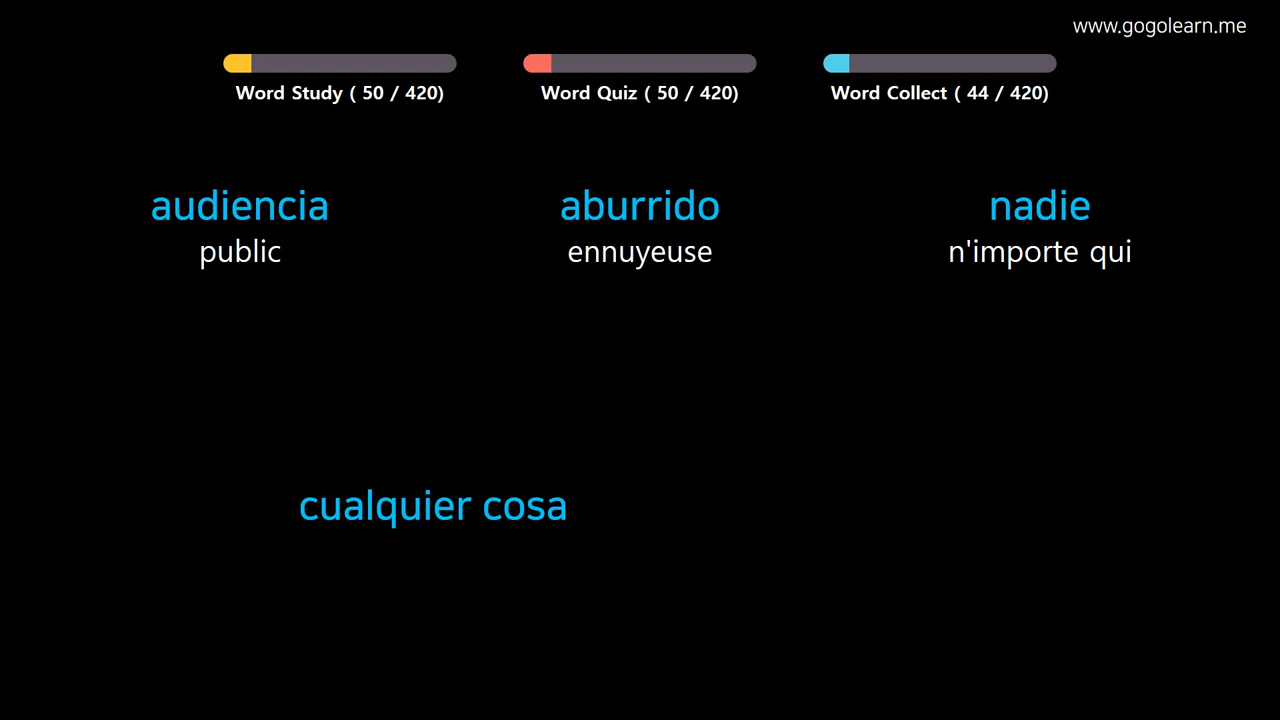 www.gogolearn.me
Word Study ( 50 / 420)
Word Quiz ( 50 / 420)
Word Collect ( 44 / 420)
audiencia
public
aburrido
ennuyeuse
nadie
n'importe qui
cualquier cosa